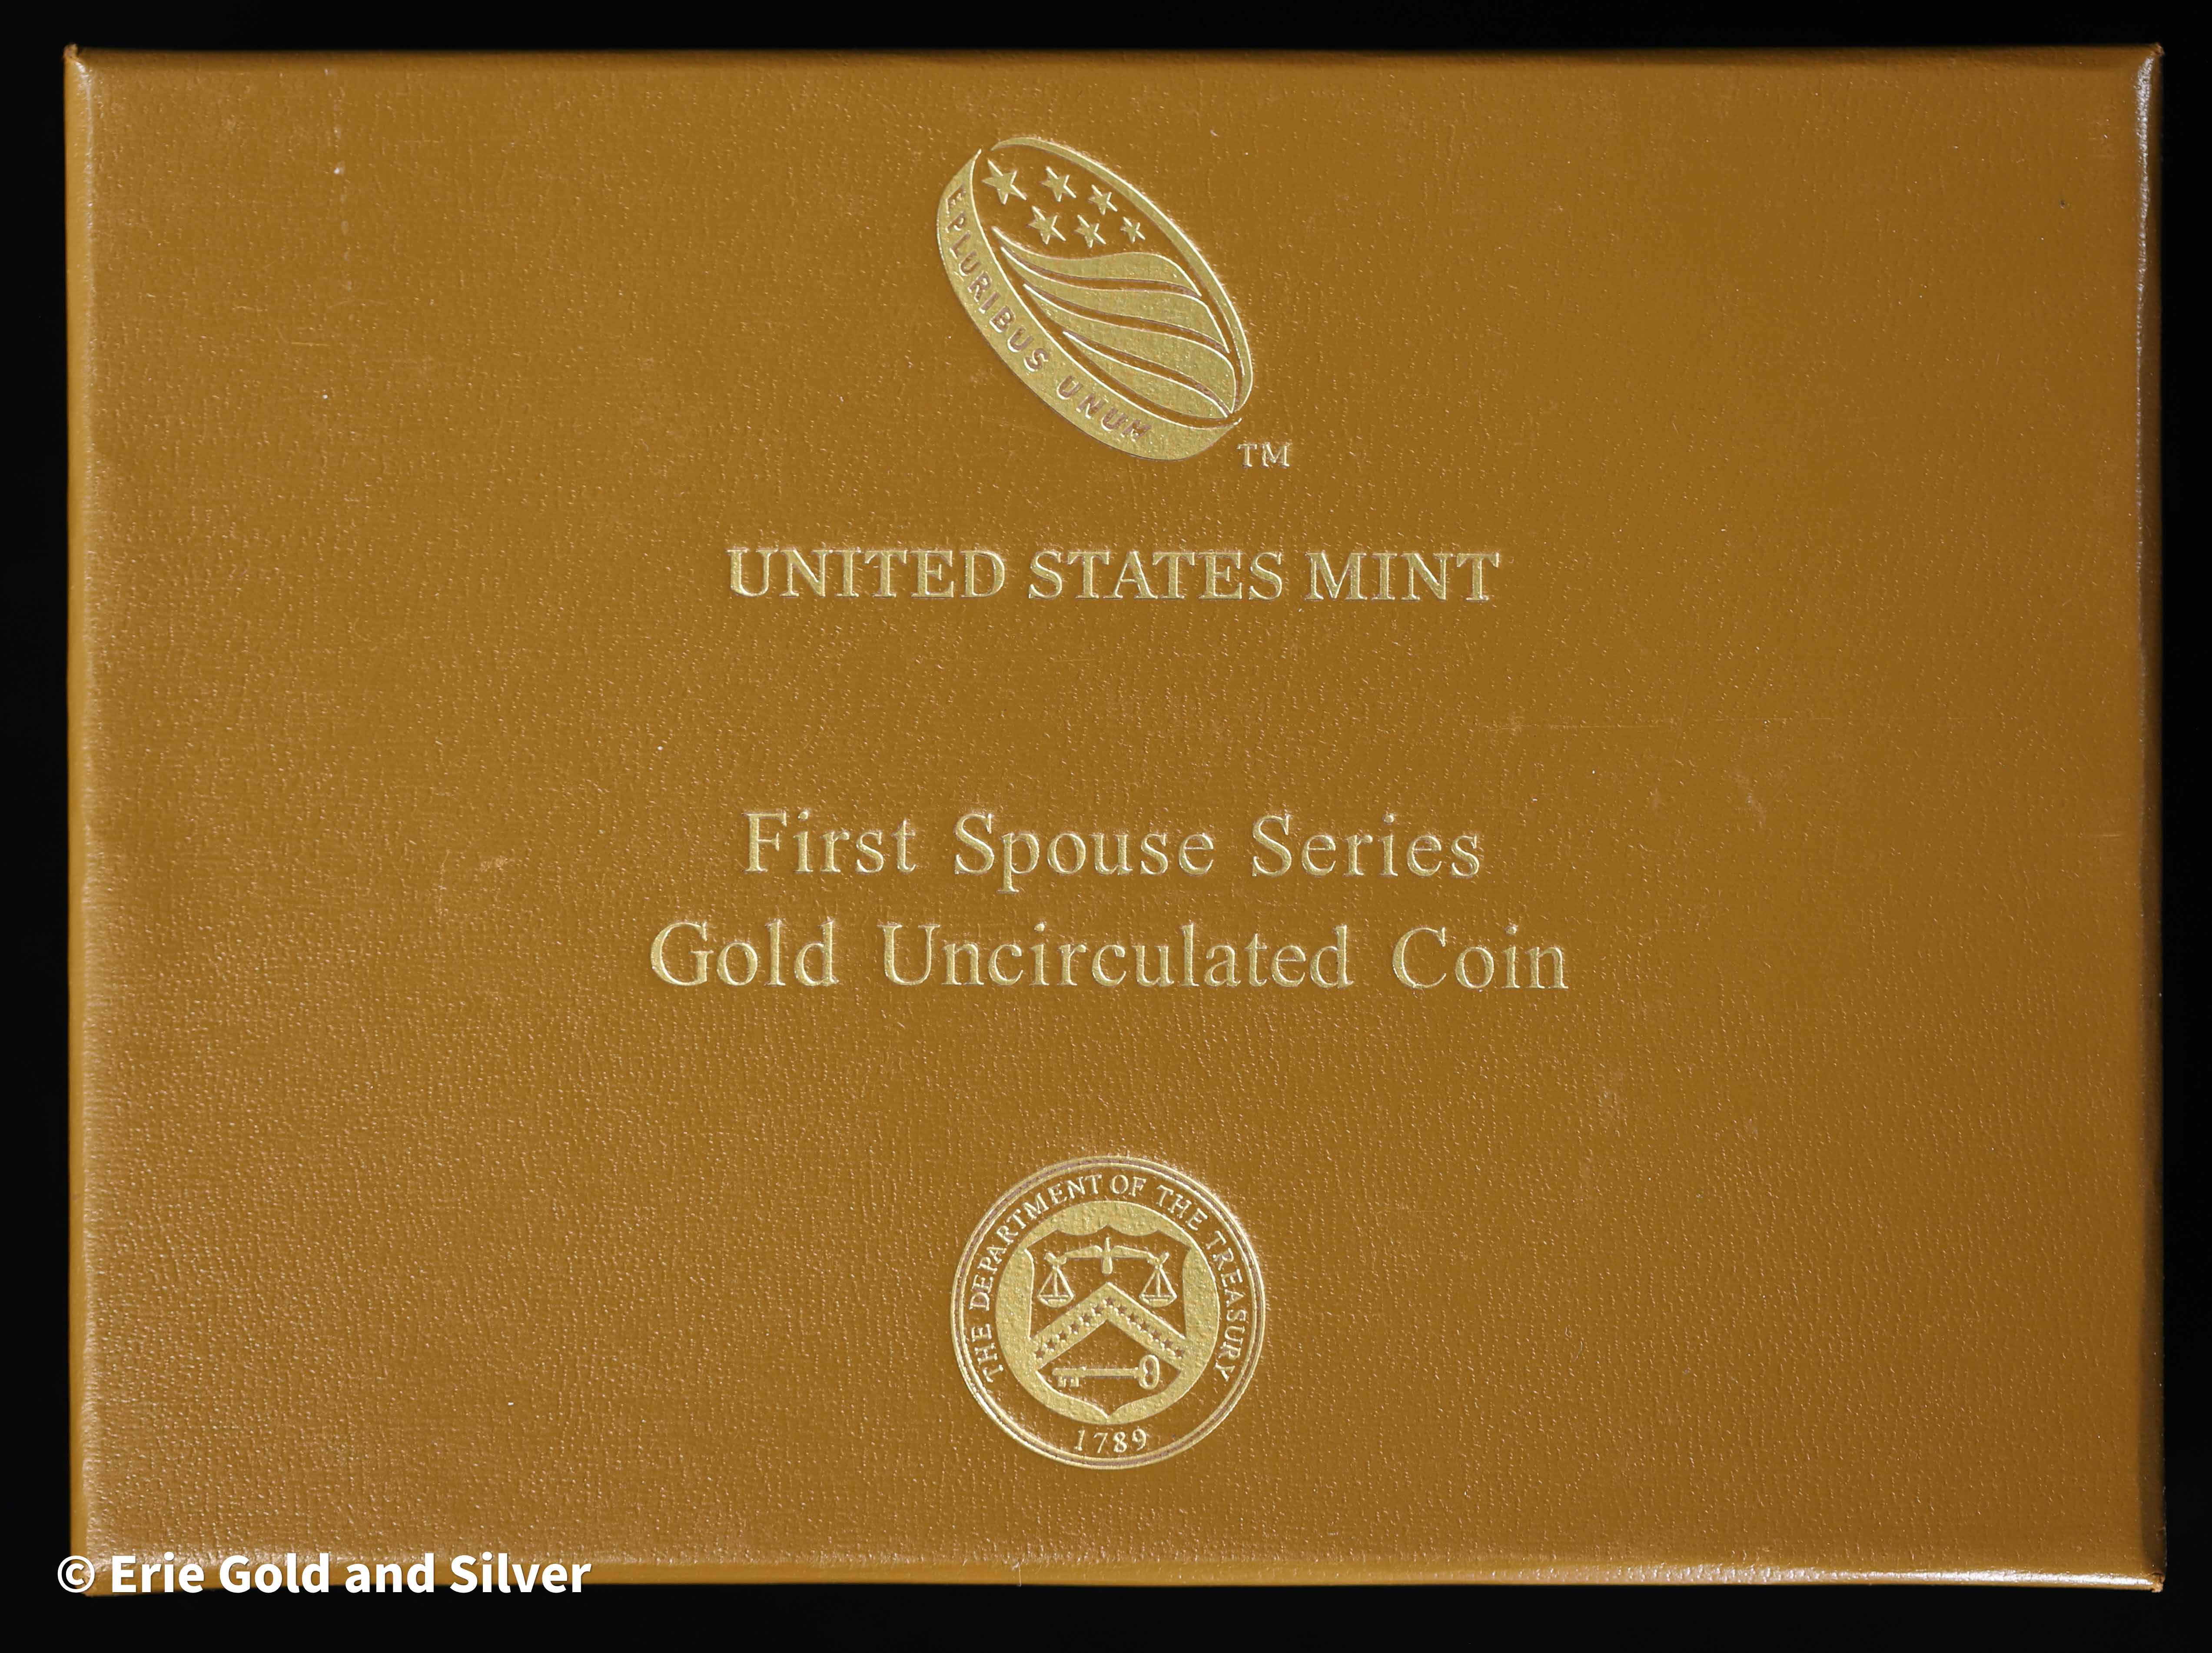 E PLURIBUS UNUM
TM
UNITED STATES MINT
First Spouse Series
Gold Uncirculated Coin
THE DEPARTMENT OF THE TREASURY
1789
© Erie Gold and Silver